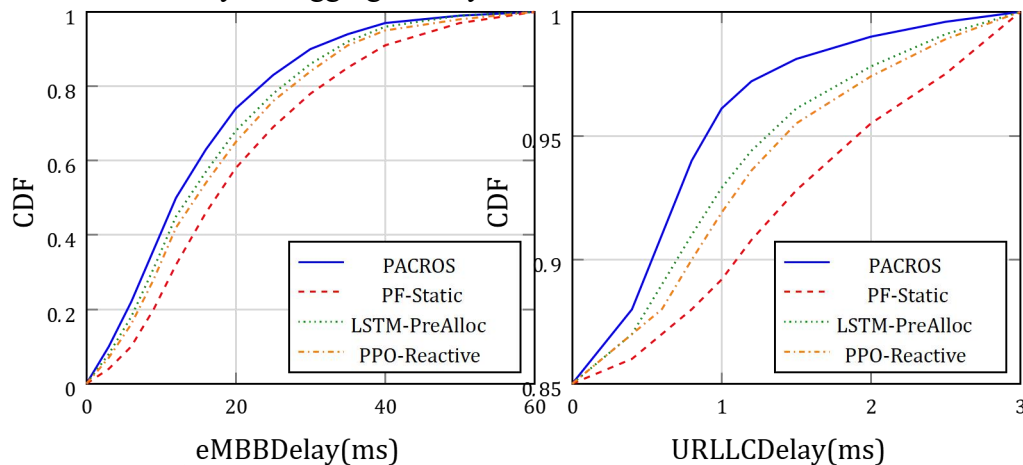 1
0.8
0.6
0.4
0.2
0
CDF
0
20
40
60
eMBBDelay(ms)
PACROS
PF-Static
LSTM-PreAlloc
PPO-Reactive
1
0.95
0.9
0.85
CDF
0
1
2
3
URLLCDelay(ms)
PACROS
PF-Static
LSTM-PreAlloc
PPO-Reactive